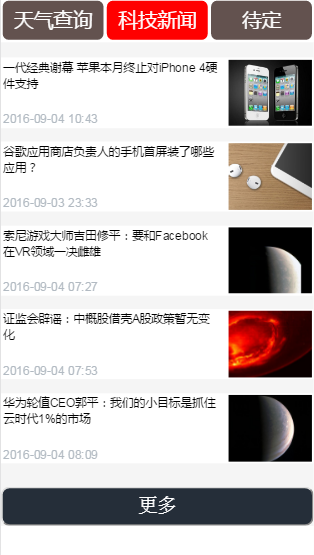 天气查询 科技新闻 待定
一代经典谢幕 苹果本月终止对iPhone 4硬
件支持
2016-09-04 10:43
谷歌应用商店负责人的手机首屏装了哪些
应用？
2016-09-03 23:33
索尼游戏大师吉田修平：要和Facebook
在VR领域一决雌雄
2016-09-04 07:27
证监会辟谣：中概股借壳A股政策暂无变
化
2016-09-04 07:53
华为轮值CEO郭平：我们的小目标是抓住
云时代1%的市场
2016-09-04 08:09
更多